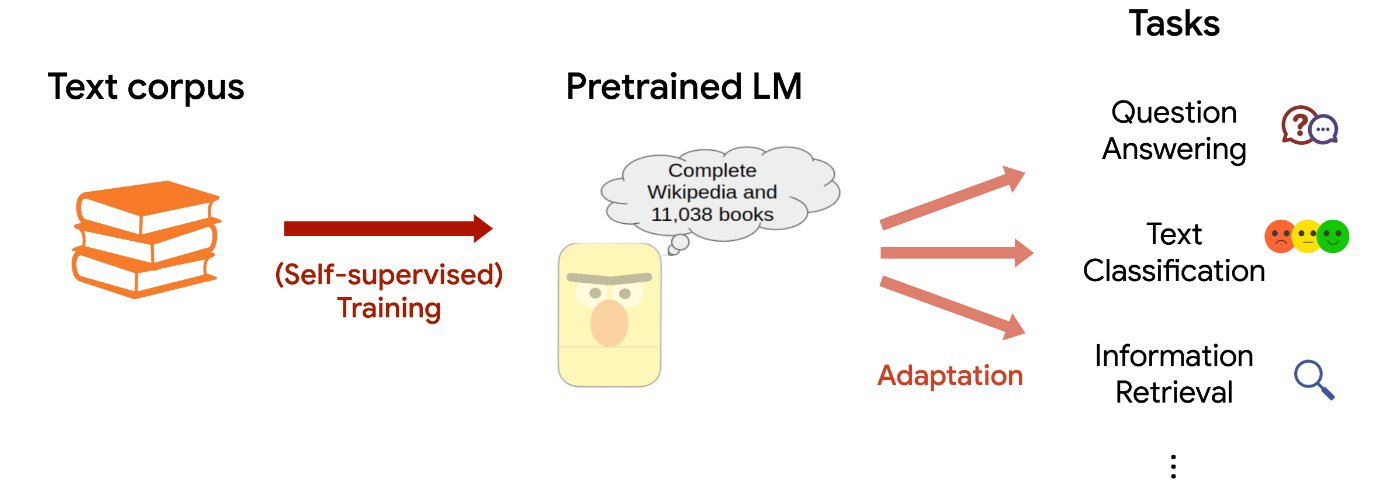 Tasks
Text corpus
Pretrained LM
Complete
Wikipedia and
11,038 books
(Self-supervised)
Training
Adaptation
Question
Answering
?
Text
Classification
Information
Retrieval
⋮